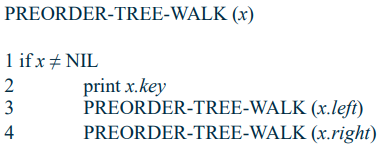 PREORDER-TREE-WALK (x)
1 if x ≠ NIL
2 print x.key
3 PREORDER-TREE-WALK (x.left)
4 PREORDER-TREE-WALK (x.right)